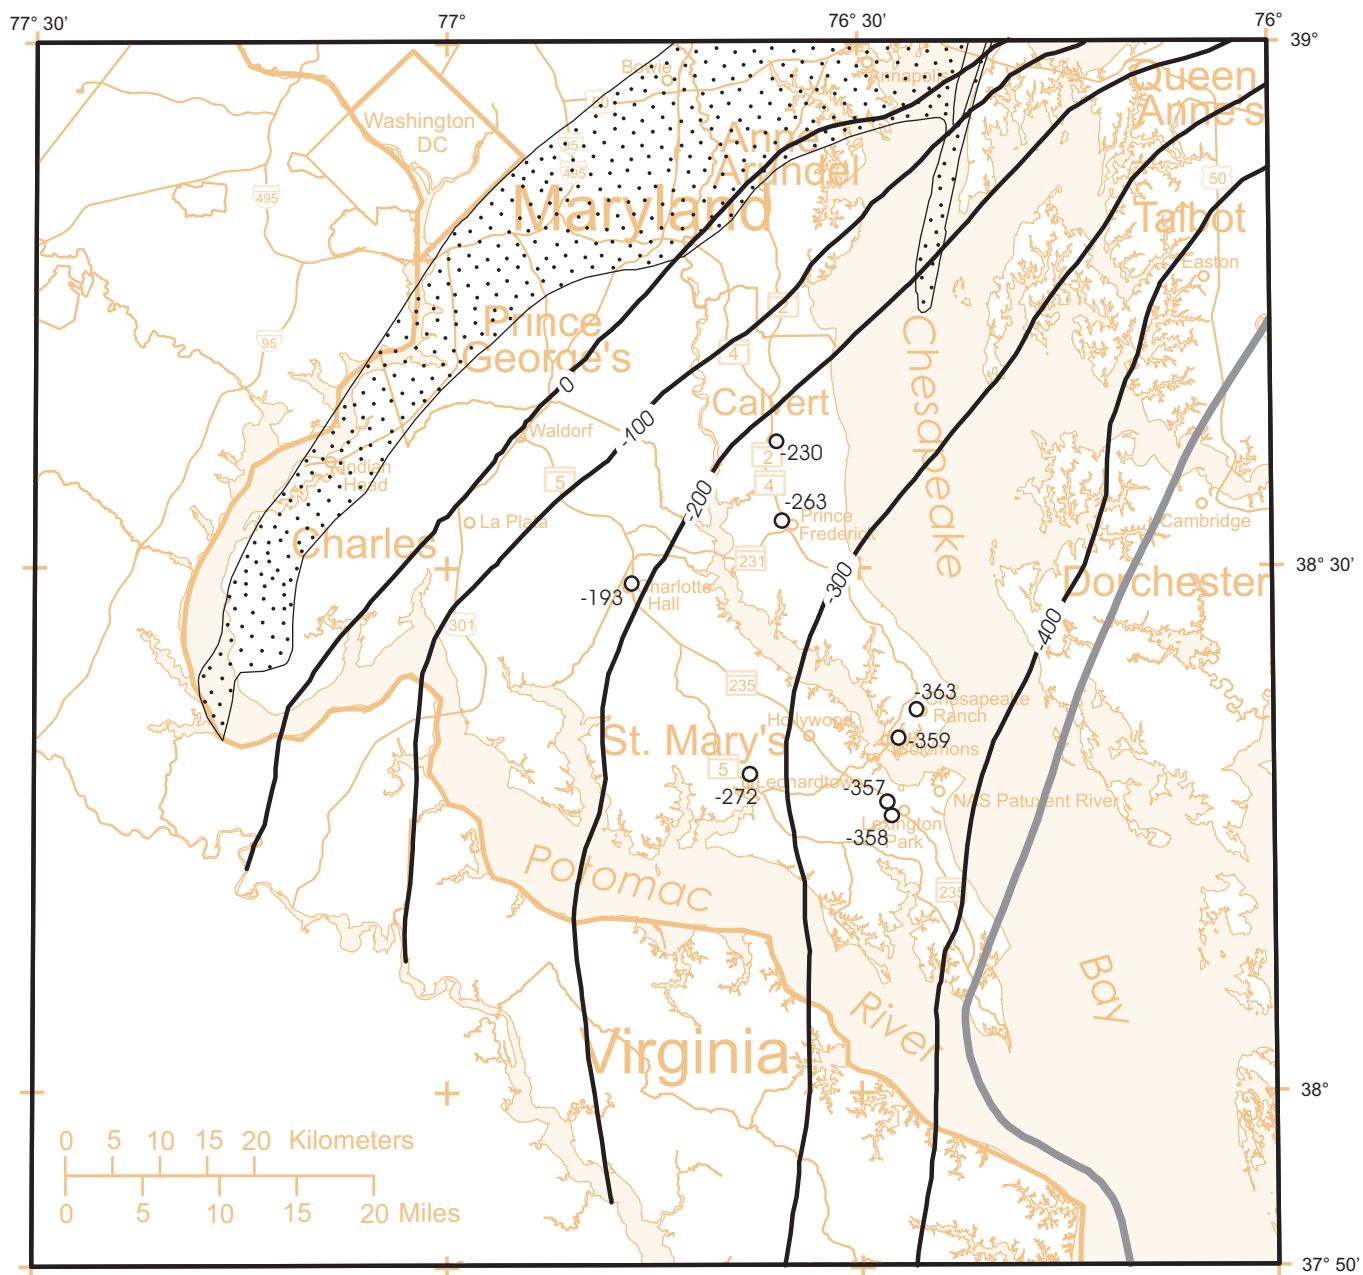 77° 30'
77°
76° 30'
76°
39°
Bowie
Annapolis
Queen
Anne's
50
Washington
DC
95
Anne
Arundel
495
495
50
Maryland
Talbot
Easton
2
Prince
George's
95
4
Chesapeake
0
Calvert
-100
Waldorf
2
-230
Indian
Head
5
4
-200
-263
La Plata
Prince
Frederick
Cambridge
Charles
231
38° 30'
-300
Dorchester
-193
Charlotte
Hall
301
-400
235
-363
Chesapeake
Ranch
Hollywood
St. Mary's
-359
Solomons
5
Leonardtown
-272
-357
NAS Patuxent River
Lexington
Park
-358
Potomac
235
Bay
River
Virginia
38°
0 5 10 15 20 Kilometers
0 5 10 15 20 Miles
37° 50'